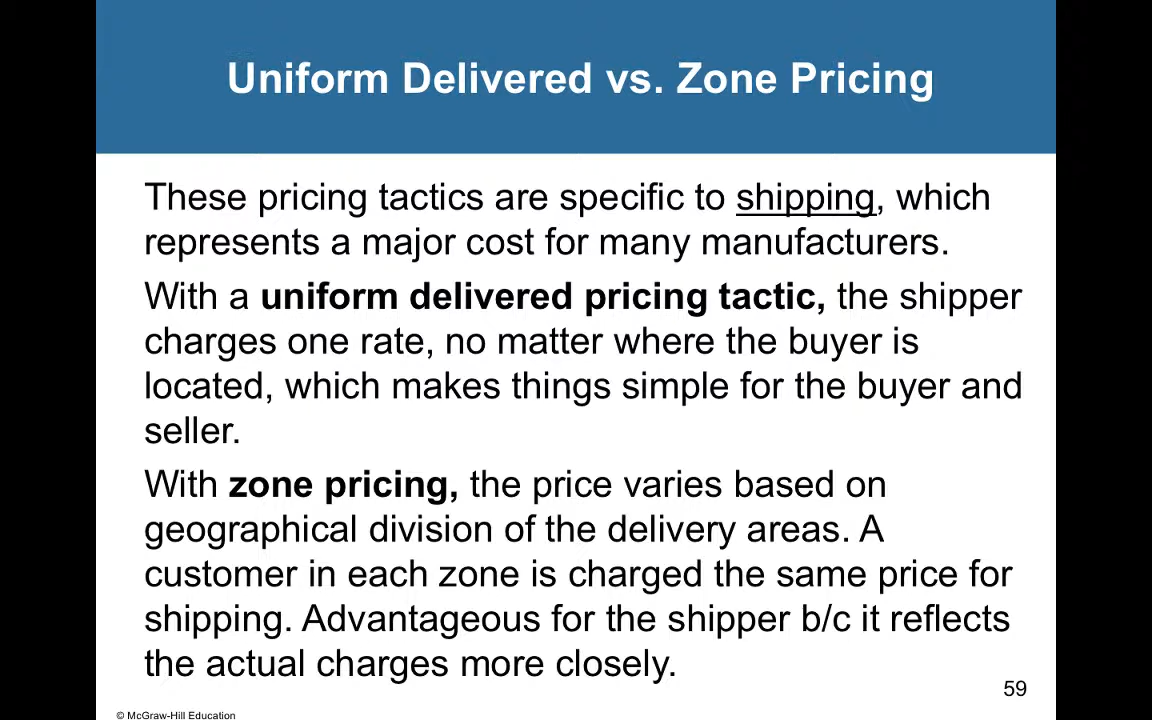 Uniform Delivered vs. Zone Pricing
These pricing tactics are specific to shipping, which
represents a major cost for many manufacturers.
With a uniform delivered pricing tactic, the shipper
charges one rate, no matter where the buyer is
located, which makes things simple for the buyer and
seller.
With zone pricing, the price varies based on
geographical division of the delivery areas. A
customer in each zone is charged the same price for
shipping. Advantageous for the shipper b/c it reflects
the actual charges more closely.
59
© McGraw-Hill Education